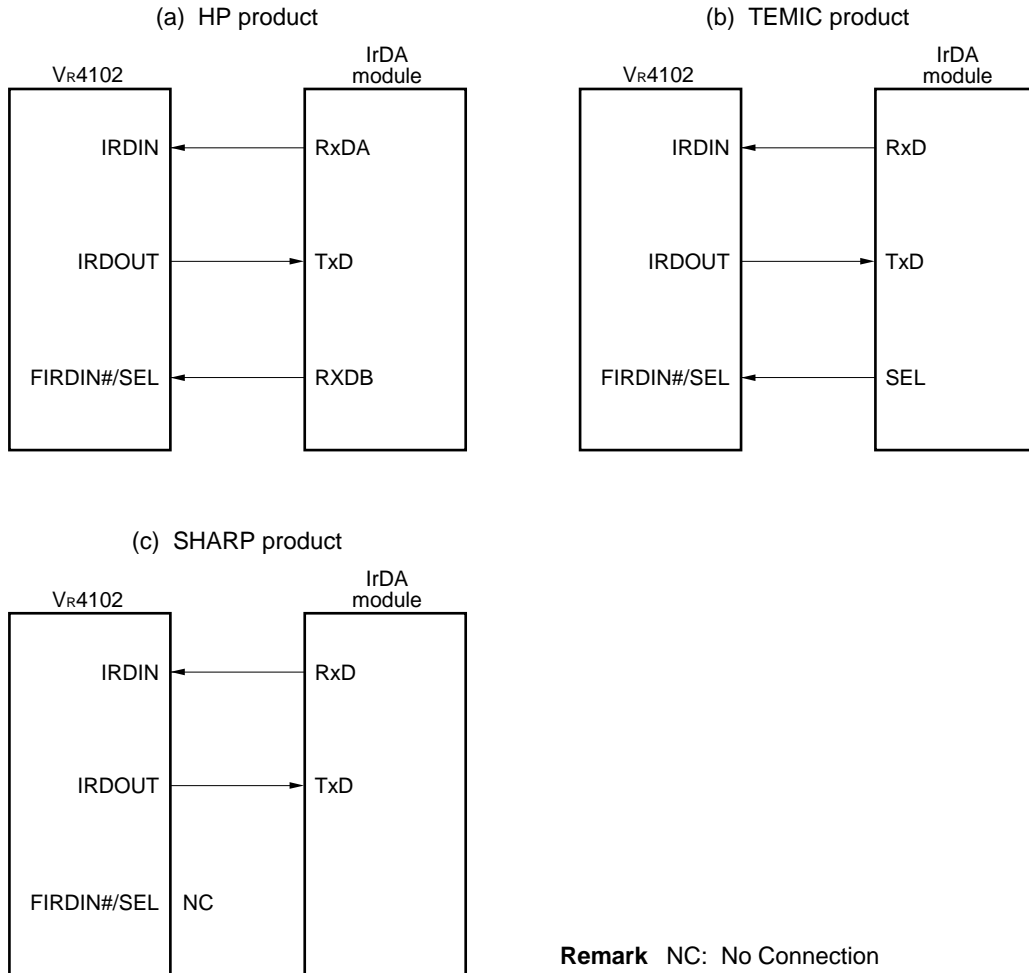 (a) HP product
VR4102
IrDA
module
IRDIN
RxDA
IRDOUT
TxD
FIRDIN#/SEL
RXDB
(b) TEMIC product
VR4102
IrDA
module
IRDIN
RxD
IRDOUT
TxD
FIRDIN#/SEL
SEL
(c) SHARP product
VR4102
IrDA
module
IRDIN
RxD
IRDOUT
TxD
FIRDIN#/SEL
NC
Remark NC: No Connection